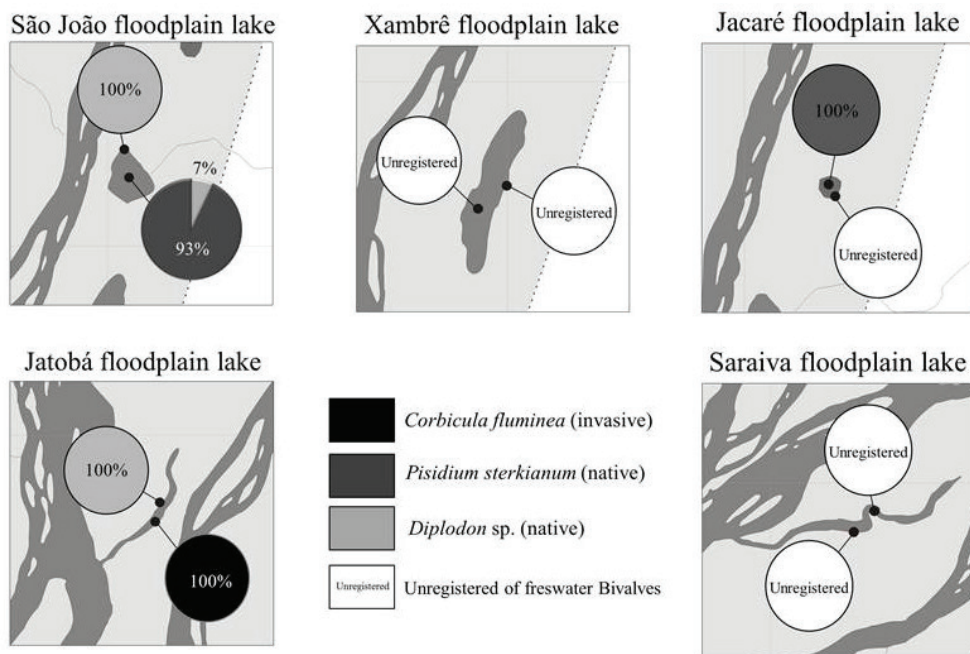 São João floodplain lake
100%
7%
93%
Xambrê floodplain lake
Unregistered
Unregistered
Jacaré floodplain lake
100%
Unregistered
Jatobá floodplain lake
100%
100%
Corbicula fluminea (invasive)
Pisidium sterkianum (native)
Diplodon sp. (native)
Unregistered
Unregistered of freswater Bivalves
Saraiva floodplain lake
Unregistered
Unregistered